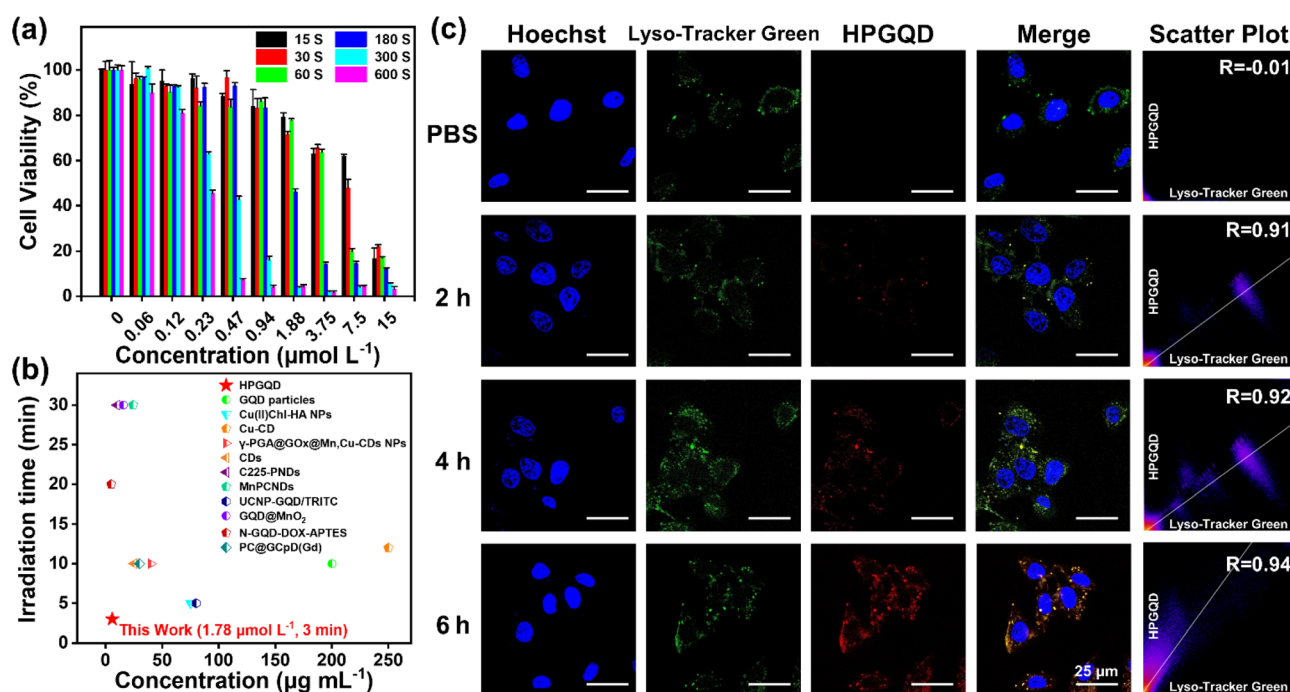 (a)
15 S
30 S
60 S
180 S
300 S
600 S
Cell Viability (%)
100
80
60
40
20
0
0
0.06
0.12
0.23
0.47
0.94
1.88
3.75
7.5
15
Concentration (μmol L⁻¹)
(b)
Irradiation time (min)
30
25
20
15
10
5
0
HPGQD
GQD particles
Cu(II)Chl-HA NPs
Cu-CD
γ-PGA@GOx@Mn,Cu-CDs NPs
CDs
C225-PNDs
MnPCNDs
UCNP-GQD/TRITC
GQD@MnO₂
N-GQD-DOX-APTES
PC@GCpD(Gd)
This Work (1.78 μmol L⁻¹, 3 min)
0 50 100 150 200 250
Concentration (μg mL⁻¹)
(c)
Hoechst Lyso-Tracker Green HPGQD Merge Scatter Plot
PBS
R=-0.01
HPGQD
Lyso-Tracker Green
2 h
R=0.91
HPGQD
Lyso-Tracker Green
4 h
R=0.92
HPGQD
Lyso-Tracker Green
6 h
25 μm
R=0.94
HPGQD
Lyso-Tracker Green